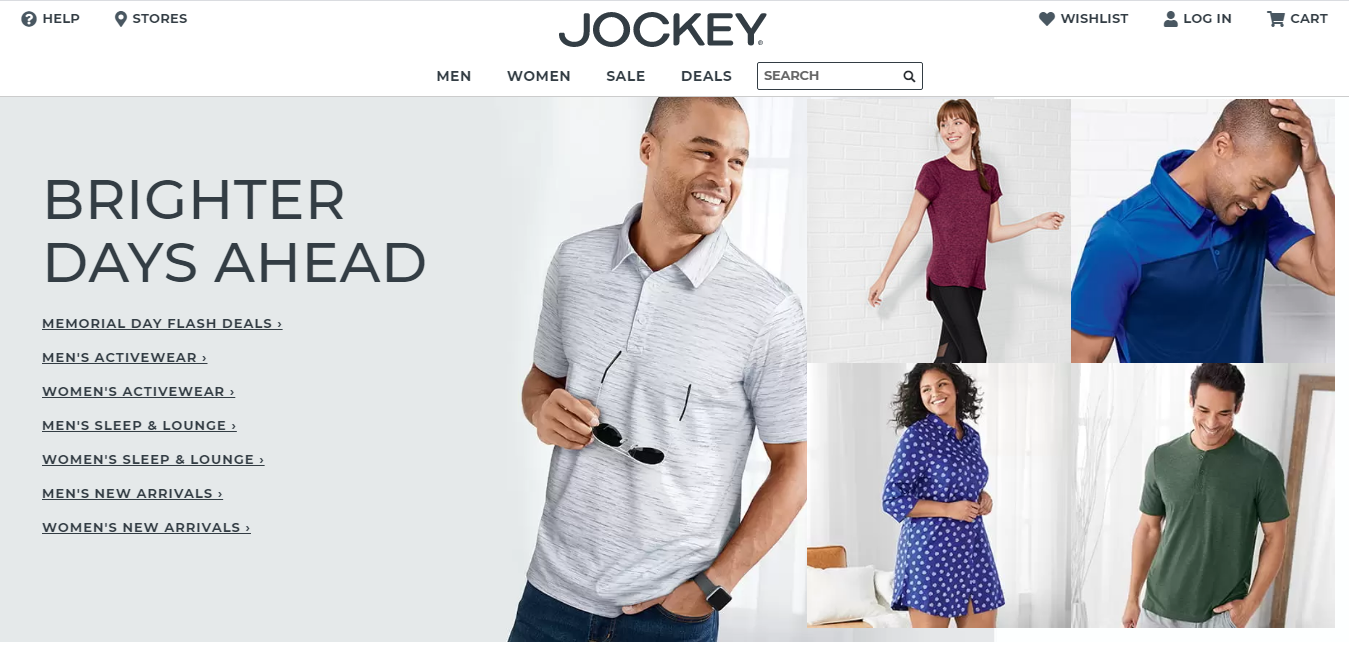 HELP
STORES
JOCKEY
WISHLIST
LOG IN
CART
MEN
WOMEN
SALE
DEALS
SEARCH
BRIGHTER
DAYS AHEAD
MEMORIAL DAY FLASH DEALS ›
MEN'S ACTIVEWEAR ›
WOMEN'S ACTIVEWEAR ›
MEN'S SLEEP & LOUNGE ›
WOMEN'S SLEEP & LOUNGE ›
MEN'S NEW ARRIVALS ›
WOMEN'S NEW ARRIVALS ›